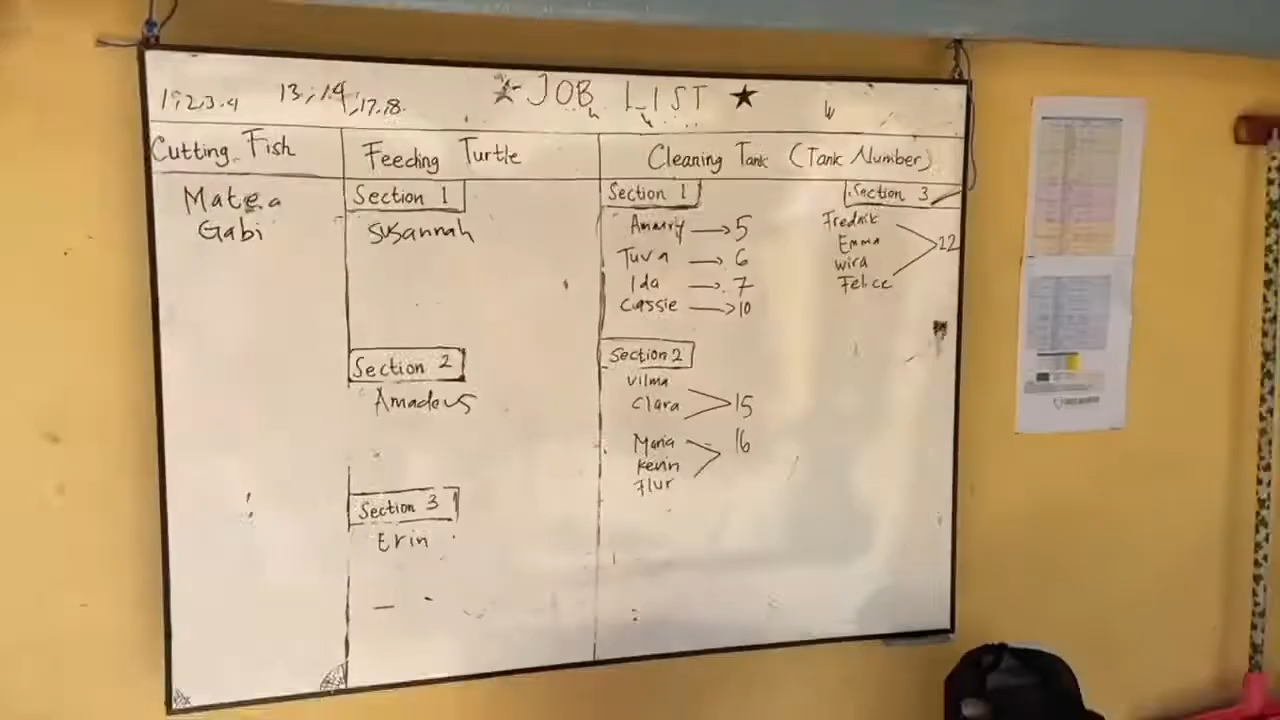 1,2,3,4 13,14,17,18
JOB LIST
Cutting Fish
Matea
Gabi
Feeding Turtle
Section 1
Susannah
Section 2
Amadeus
Section 3
Erin
Cleaning Tank (Tank Number)
Section 1
→ 5
Tuva → 6
Ida → 7
Cassie → 10
Section 2
Vilma
Clara
15
Maria
Kevin
Flur
16
Section 3
Fredrik
Emma
Wira
Felice
22